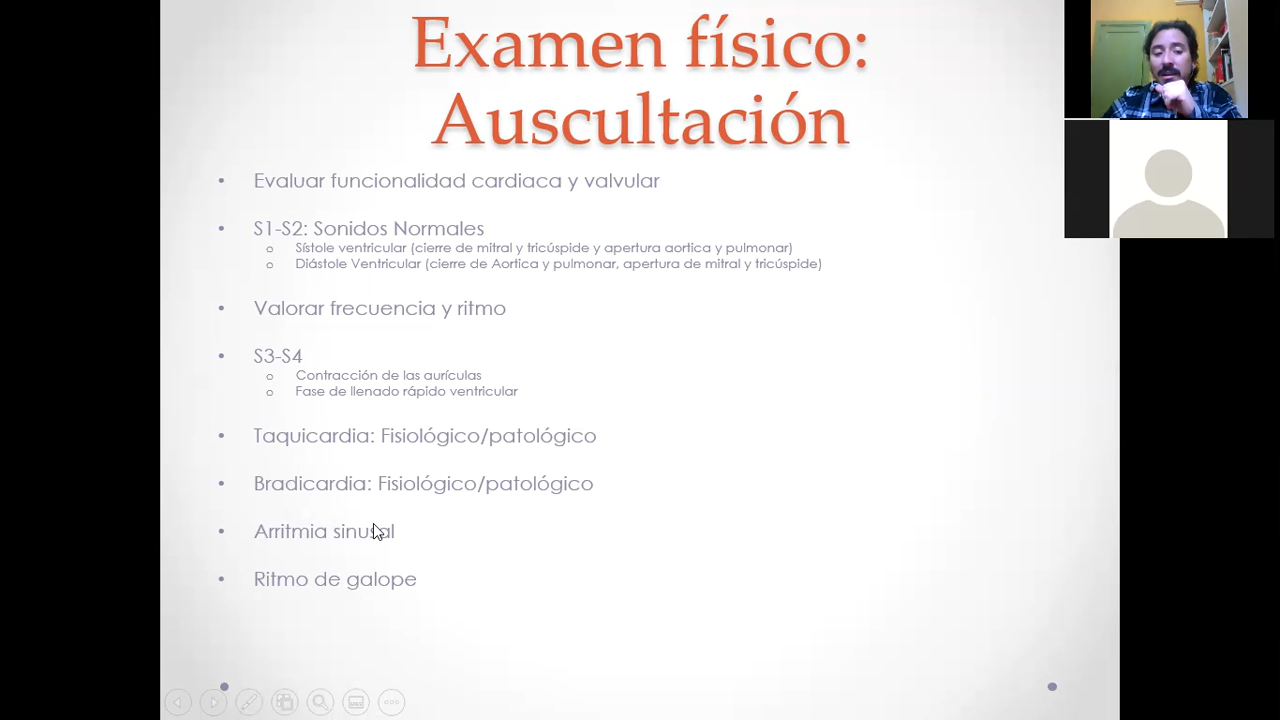 Examen físico:
Auscultación
• Evaluar funcionalidad cardiaca y valvular
• S1-S2: Sonidos Normales
o Sístole ventricular (cierre de mitral y tricúspide y apertura aortica y pulmonar)
o Diástole Ventricular (cierre de Aortica y pulmonar, apertura de mitral y tricúspide)
• Valorar frecuencia y ritmo
• S3-S4
o Contracción de las aurículas
o Fase de llenado rápido ventricular
• Taquicardia: Fisiológico/patológico
• Bradicardia: Fisiológico/patológico
• Arritmia sinusal
• Ritmo de galope